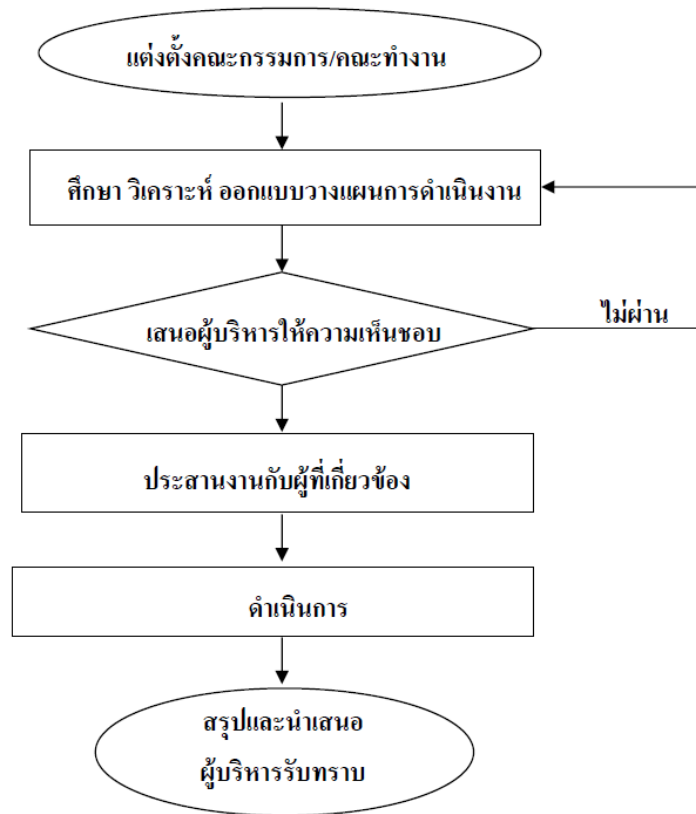 แต่งตั้งคณะกรรมการ/คณะทำงาน
ศึกษา วิเคราะห์ ออกแบบวางแผนการดำเนินงาน
เสนอผู้บริหารให้ความเห็นชอบ
ไม่ผ่าน
ประสานงานกับผู้ที่เกี่ยวข้อง
ดำเนินการ
สรุปและนำเสนอ
ผู้บริหารรับทราบ